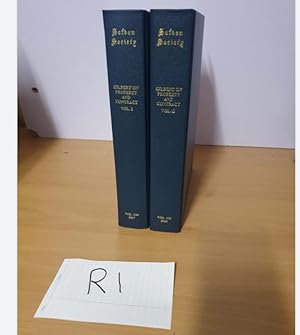 Selden
Society
GILBERT ON
PROPERTY
AND
CONTRACT
VOL. I
Selden
Society
GILBERT ON
PROPERTY
AND
CONTRACT
VOL. II
R1